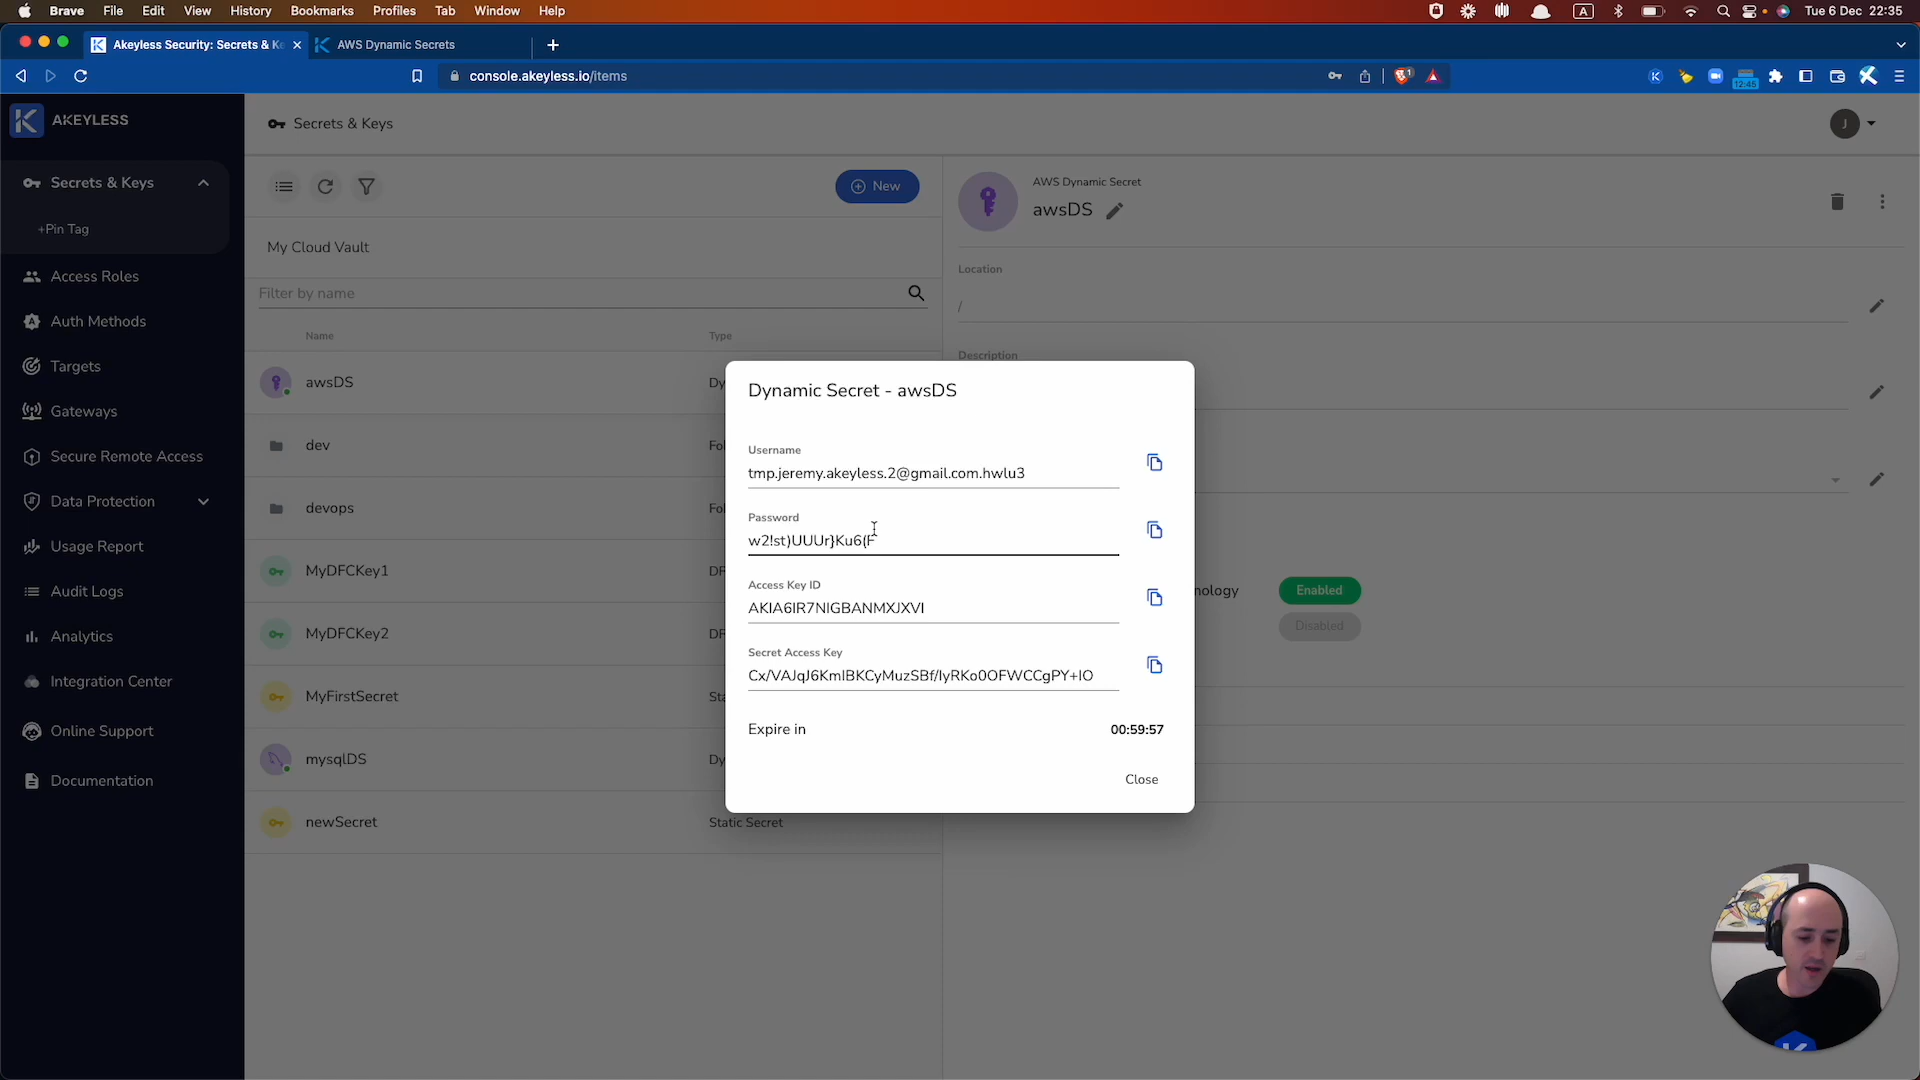 Brave File Edit View History Bookmarks Profiles Tab Window Help
A Tue 6 Dec 22:35
Akeyless Security: Secrets & Ke
AWS Dynamic Secrets
console.akeyless.io/items
1
12:45
AKEYLESS
Secrets & Keys
+Pin Tag
Access Roles
Auth Methods
Targets
Gateways
Secure Remote Access
Data Protection
Usage Report
Audit Logs
Analytics
Integration Center
Online Support
Documentation
Secrets & Keys
J
New
My Cloud Vault
Filter by name
Name Type
awsDS Dy
dev Fol
devops Fol
MyDFCKey1 DF
MyDFCKey2 DF
MyFirstSecret Sta
mysqlDS Dy
newSecret Static Secret
AWS Dynamic Secret
awsDS
Location
/
Description
nology
Enabled
Disabled
Dynamic Secret - awsDS
Username
tmp.jeremy.akeyless.2@gmail.com.hwlu3
Password
w2!st)UUUr}Ku6(F
Access Key ID
AKIA6IR7NIGBANMXJXVI
Secret Access Key
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
Expire in 00:59:57
Close